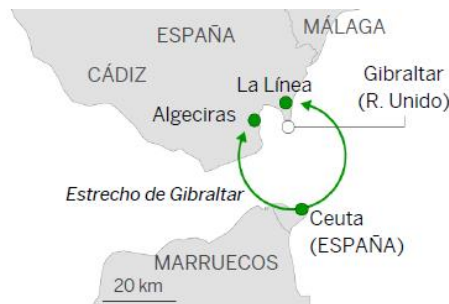 MÁLAGA
ESPAÑA
CÁDIZ
La Línea
Gibraltar
(R. Unido)
Algeciras
Estrecho de Gibraltar
Ceuta
(ESPAÑA)
MARRUECOS
20 km